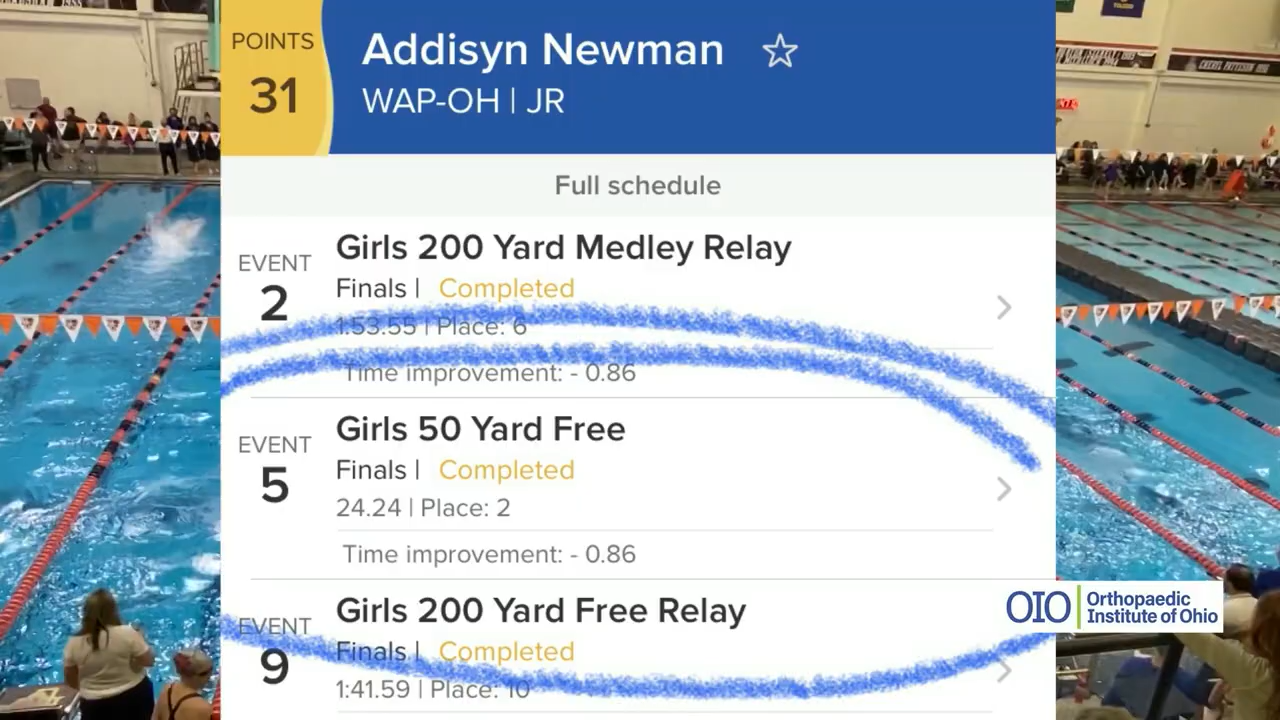 POINTS
31
Addisyn Newman
WAP-OH | JR
Full schedule
EVENT
2
Girls 200 Yard Medley Relay
Finals | Completed
1:53.55 | Place: 6
Time improvement: - 0.86
EVENT
5
Girls 50 Yard Free
Finals | Completed
24.24 | Place: 2
Time improvement: - 0.86
EVENT
9
Girls 200 Yard Free Relay
Finals | Completed
1:41.59 | Place: 10
OIO
Orthopaedic
Institute of Ohio